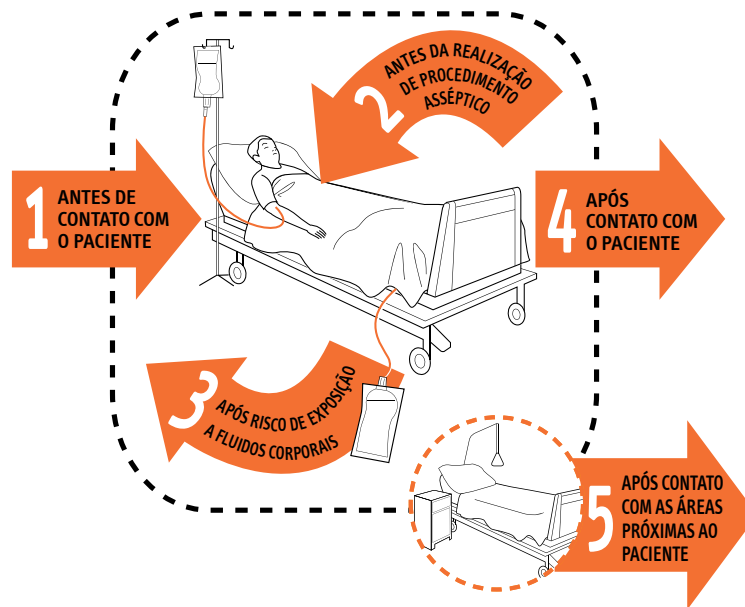 1
ANTES DE
CONTATO COM
O PACIENTE
2
ANTES DA REALIZAÇÃO
DE PROCEDIMENTO
ASSÉPTICO
3
APÓS RISCO DE EXPOSIÇÃO
A FLUIDOS CORPORAIS
4
APÓS
CONTATO COM
O PACIENTE
5
APÓS CONTATO
COM AS ÁREAS
PRÓXIMAS AO
PACIENTE